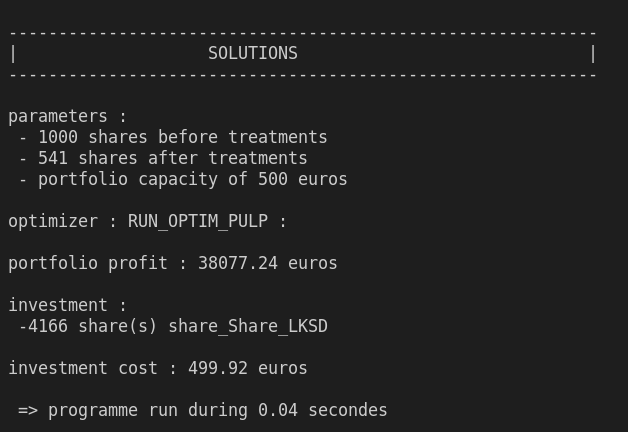 -----------------------------------------------------------
|                   SOLUTIONS                             |
-----------------------------------------------------------
parameters :
 - 1000 shares before treatments
 - 541 shares after treatments
 - portfolio capacity of 500 euros
optimizer : RUN_OPTIM_PULP :
portfolio profit : 38077.24 euros
investment :
 -4166 share(s) share_Share_LKSD
investment cost : 499.92 euros
 => programme run during 0.04 secondes